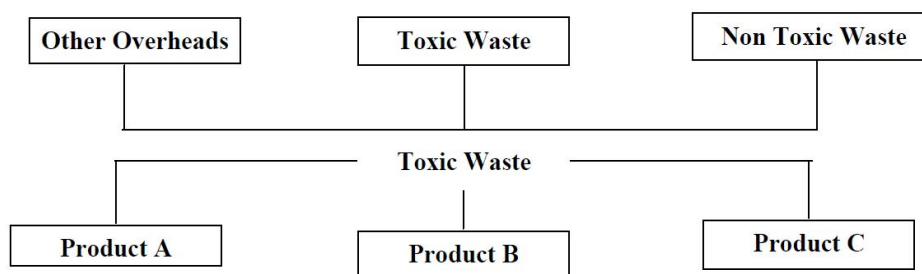 Other Overheads
Toxic Waste
Non Toxic Waste
Toxic Waste
Product A
Product B
Product C